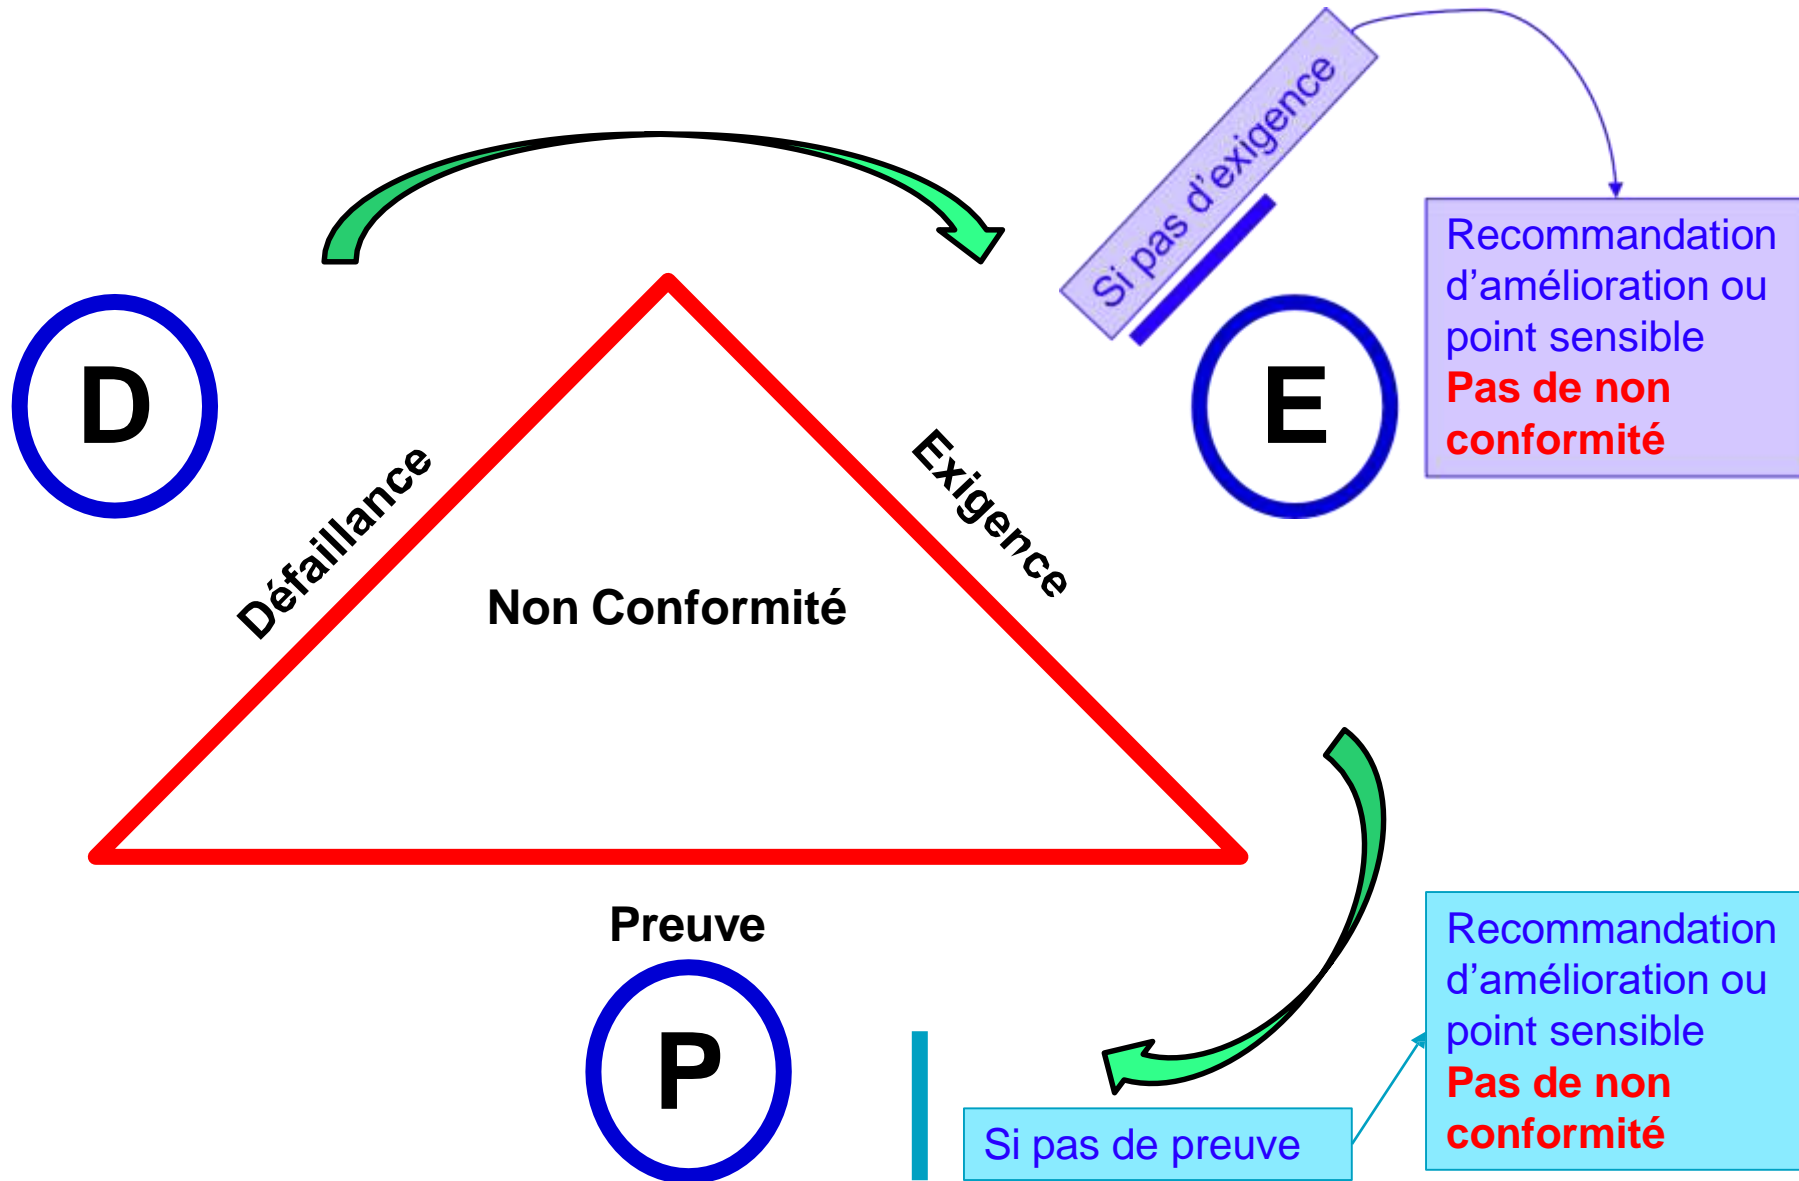 Si pas d'exigence
Recommandation
d'amélioration ou
point sensible
Pas de non
conformité
D
E
Défaillance
Exigence
Non Conformité
Preuve
P
Si pas de preuve
Recommandation
d'amélioration ou
point sensible
Pas de non
conformité